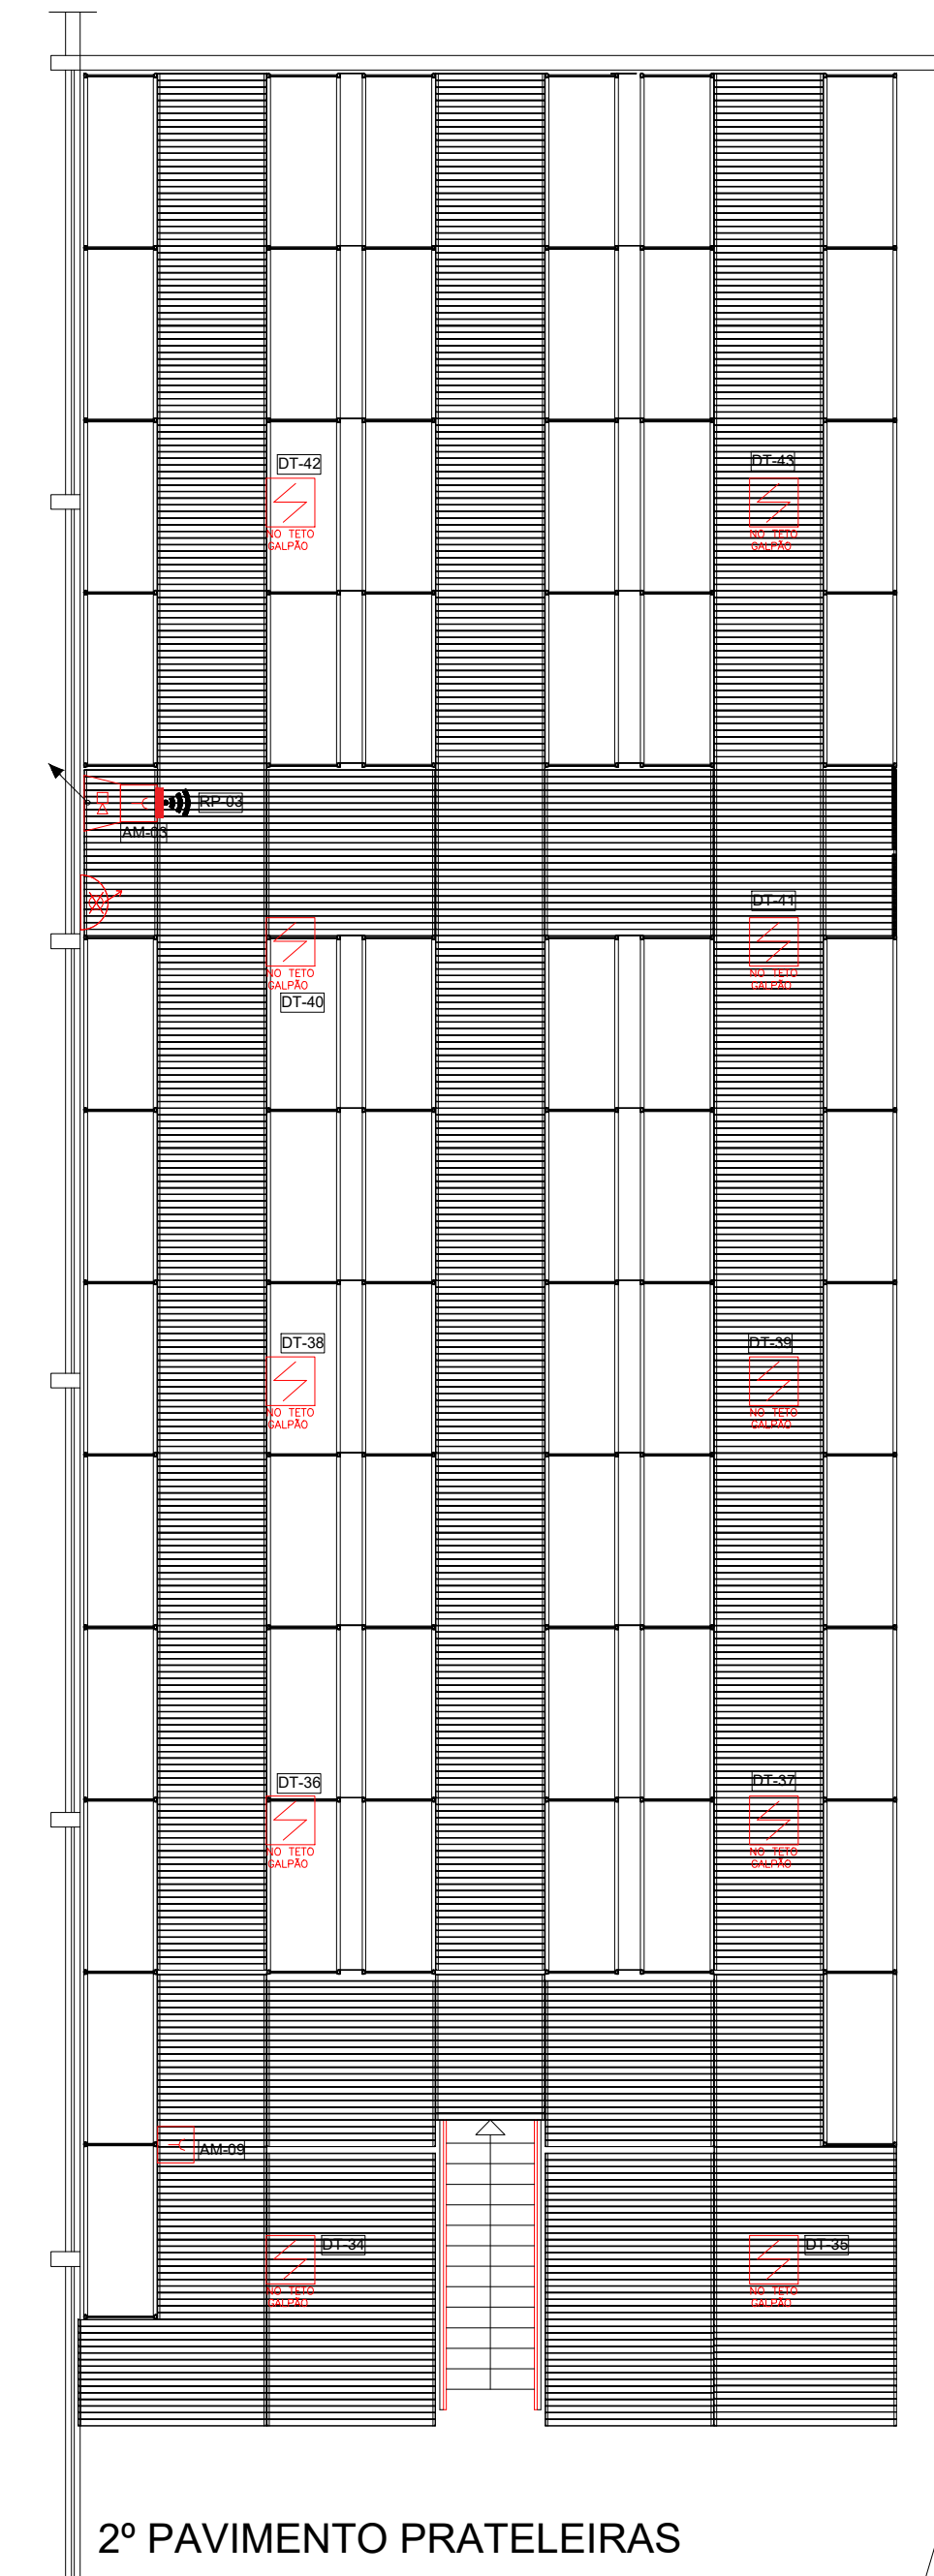 DT-42
NO TETO
GALPÃO
DT-43
NO TETO
GALPÃO
RP-03
AM-03
DT-41
NO TETO
GALPÃO
NO TETO
GALPÃO
DT-40
DT-38
NO TETO
GALPÃO
DT-39
NO TETO
GALPÃO
DT-36
NO TETO
GALPÃO
DT-37
NO TETO
GALPÃO
AM-09
DT-34
NO TETO
GALPÃO
DT-35
NO TETO
GALPÃO
2º PAVIMENTO PRATELEIRAS